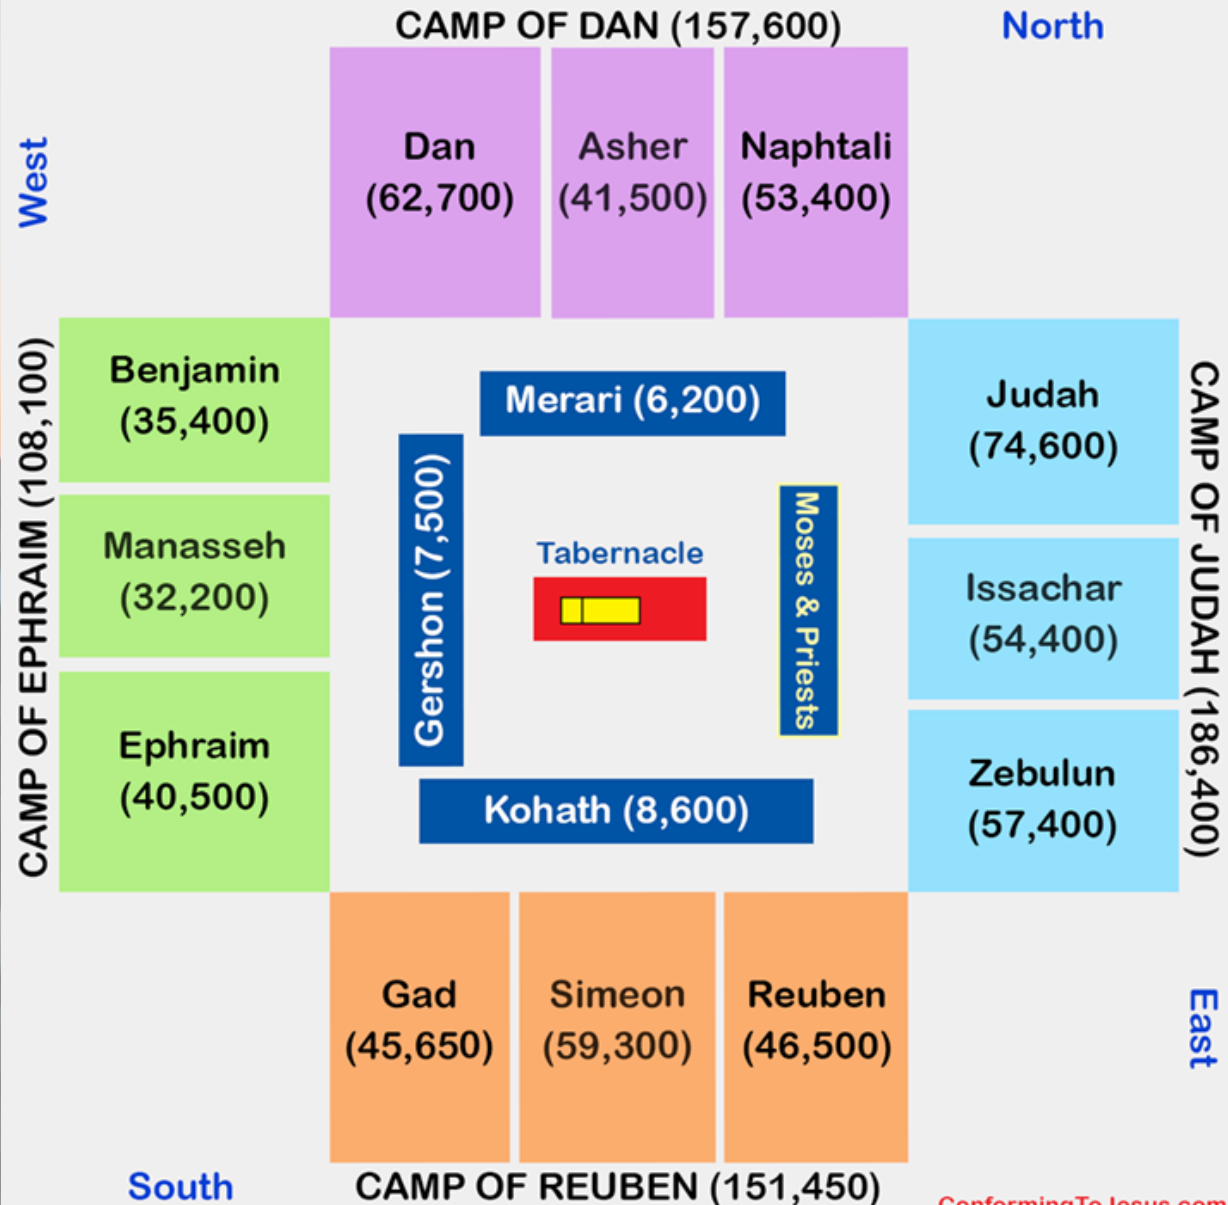 CAMP OF DAN (157,600)
North
West
Dan
(62,700)
Asher
(41,500)
Naphtali
(53,400)
CAMP OF EPHRAIM (108,100)
Benjamin
(35,400)
Manasseh
(32,200)
Ephraim
(40,500)
Merari (6,200)
Gershon (7,500)
Tabernacle
Moses & Priests
Kohath (8,600)
Judah
(74,600)
Issachar
(54,400)
Zebulun
(57,400)
CAMP OF JUDAH (186,400)
Gad
(45,650)
Simeon
(59,300)
Reuben
(46,500)
East
South
CAMP OF REUBEN (151,450)
ConformingToJesus.com